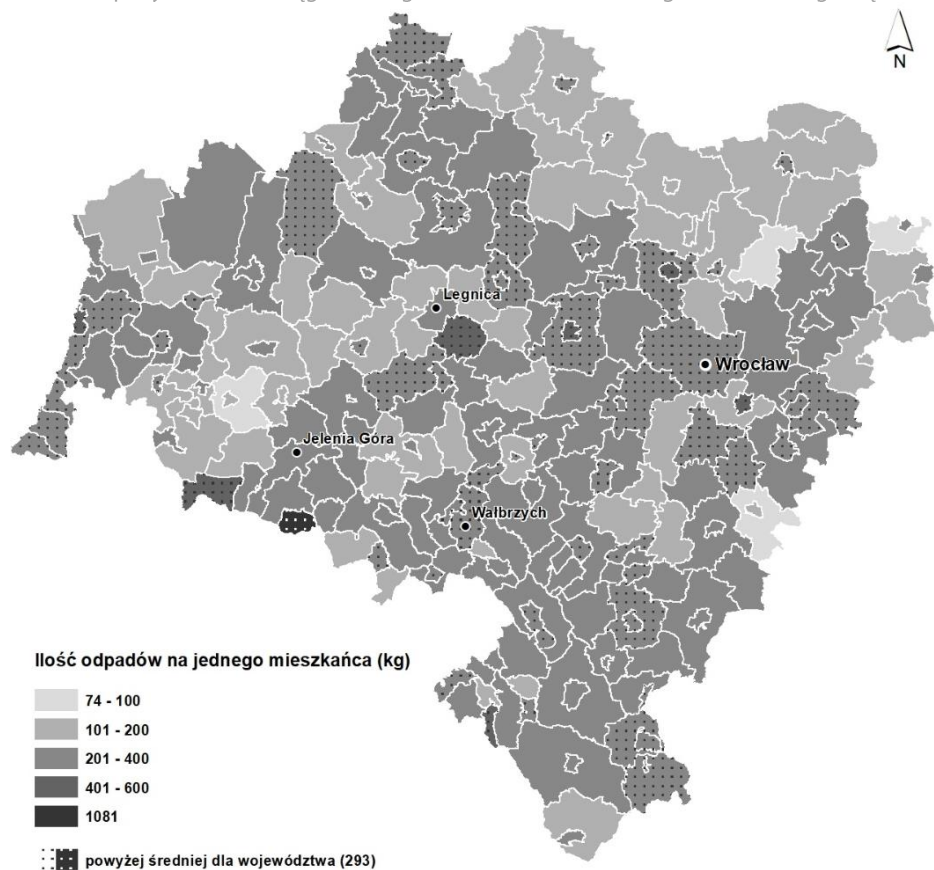 N
Legnica
Wrocław
Jelenia Góra
Wałbrzych
Ilość odpadów na jednego mieszkańca (kg)
74 - 100
101 - 200
201 - 400
401 - 600
1081
powyżej średniej dla województwa (293)